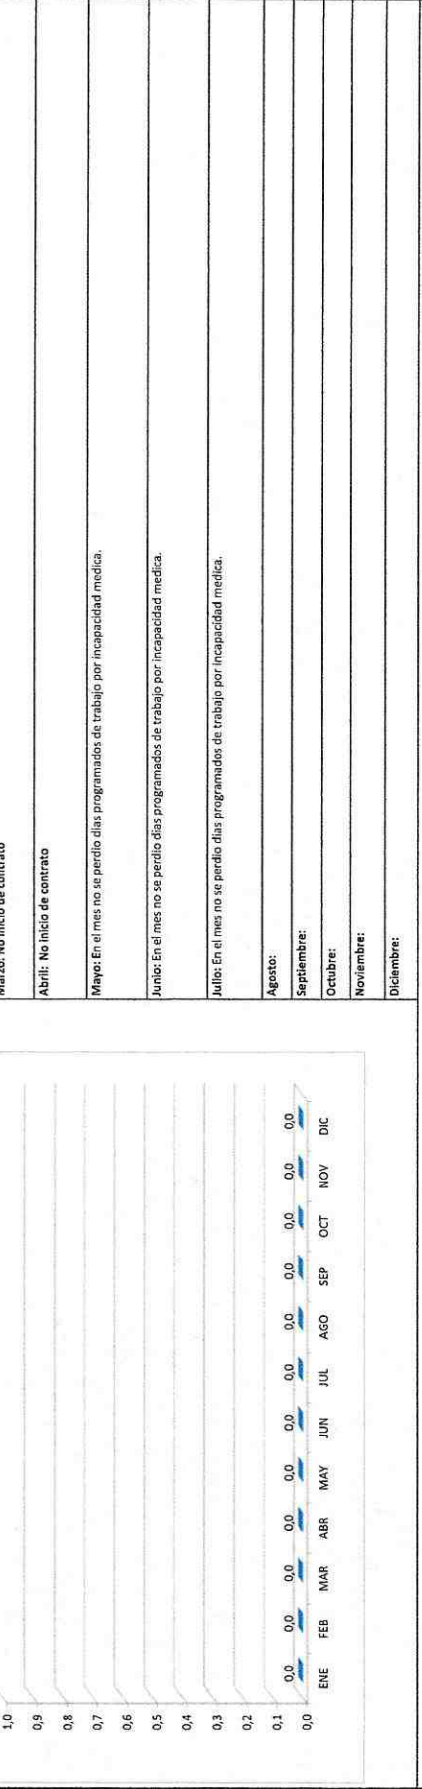 1,0
0,9
0,8
0,7
0,6
0,5
0,4
0,3
0,2
0,1
0,0
0,0 0,0 0,0 0,0 0,0 0,0 0,0 0,0 0,0 0,0 0,0 0,0
ENE FEB MAR ABR MAY JUN JUL AGO SEP OCT NOV DIC
Marzo: No inicio de contrato
Abril: No inicio de contrato
Mayo: En el mes no se perdio dias programados de trabajo por incapacidad medica.
Junio: En el mes no se perdio dias programados de trabajo por incapacidad medica.
Julio: En el mes no se perdio dias programados de trabajo por incapacidad medica.
Agosto:
Septiembre:
Octubre:
Noviembre:
Diciembre: